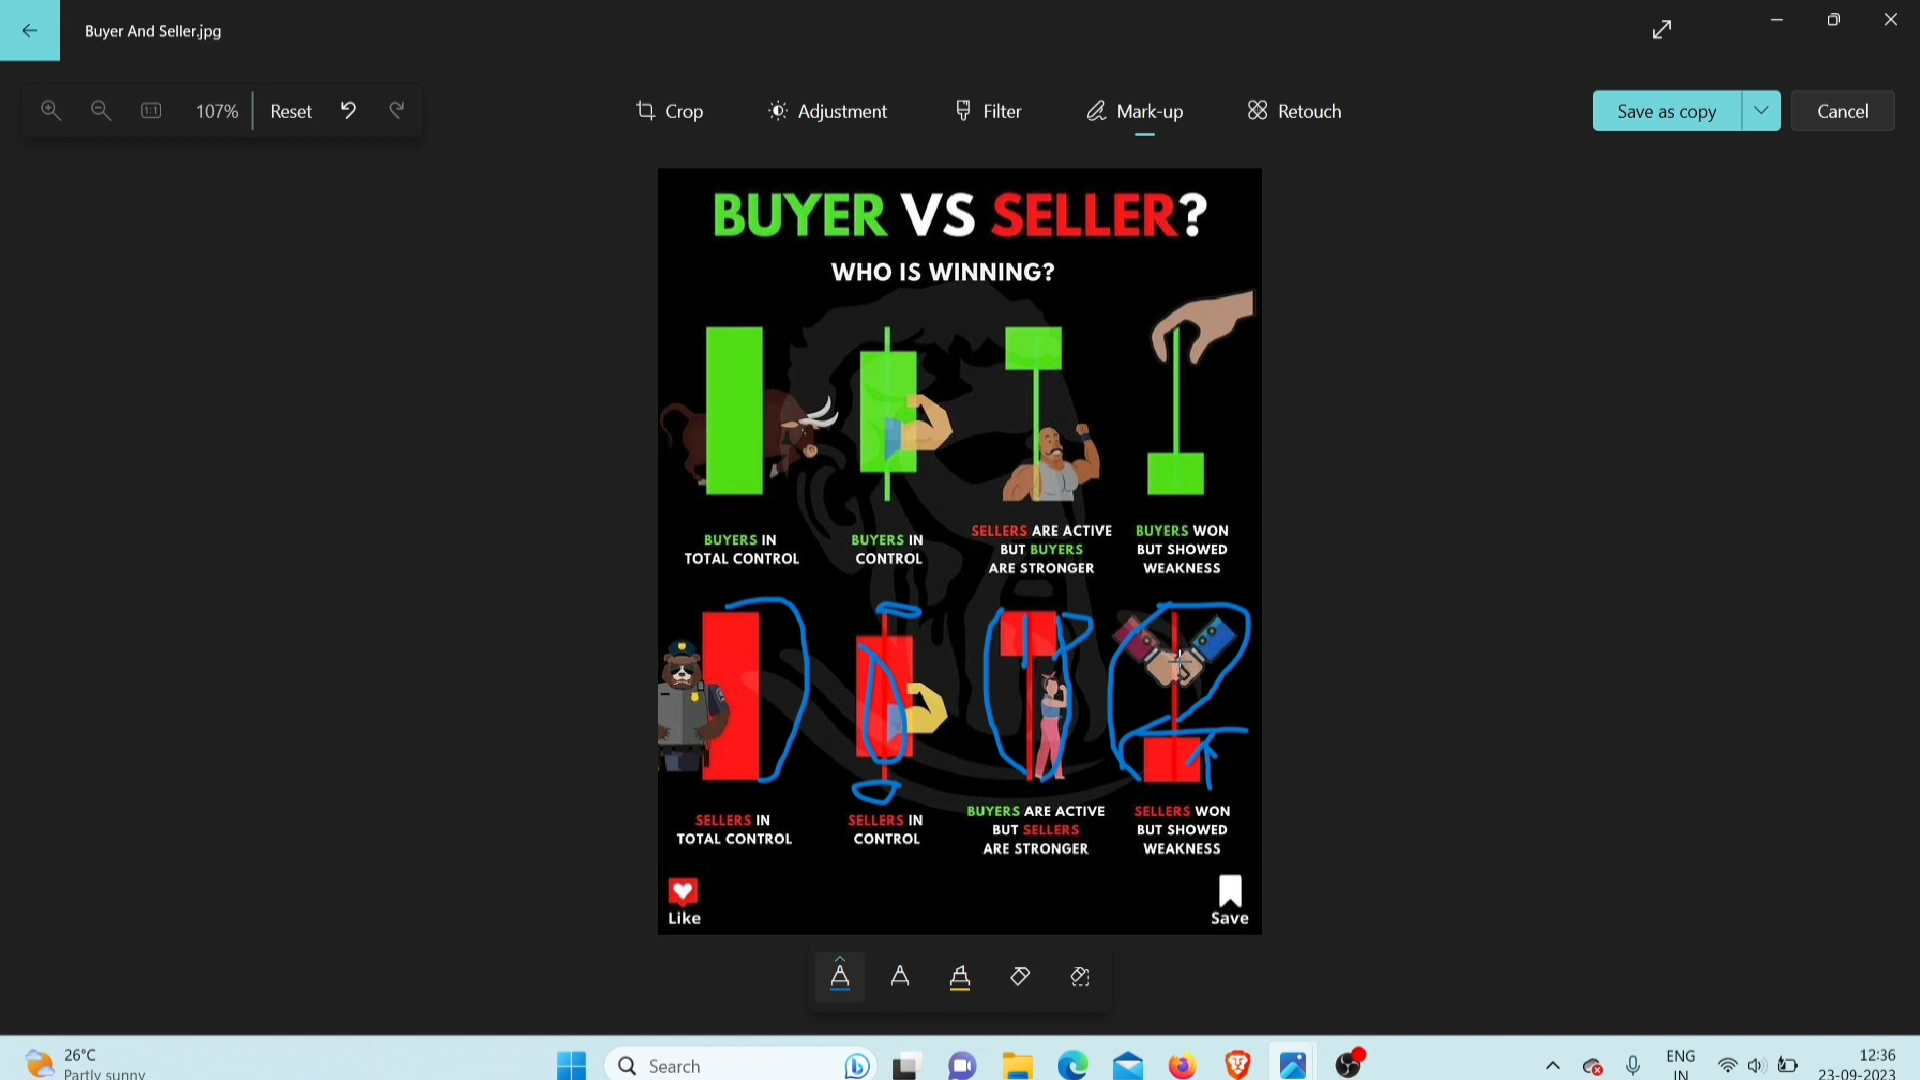 Buyer And Seller.jpg
107%
Reset
Crop
Adjustment
Filter
Mark-up
Retouch
Save as copy
Cancel
BUYER VS SELLER?
WHO IS WINNING?
BUYERS IN
TOTAL CONTROL
BUYERS IN
CONTROL
SELLERS ARE ACTIVE
BUT BUYERS
ARE STRONGER
BUYERS WON
BUT SHOWED
WEAKNESS
SELLERS IN
TOTAL CONTROL
SELLERS IN
CONTROL
BUYERS ARE ACTIVE
BUT SELLERS
ARE STRONGER
SELLERS WON
BUT SHOWED
WEAKNESS
Like
Save
26°C
Partly sunny
Search
ENG
IN
12:36
23-09-2023